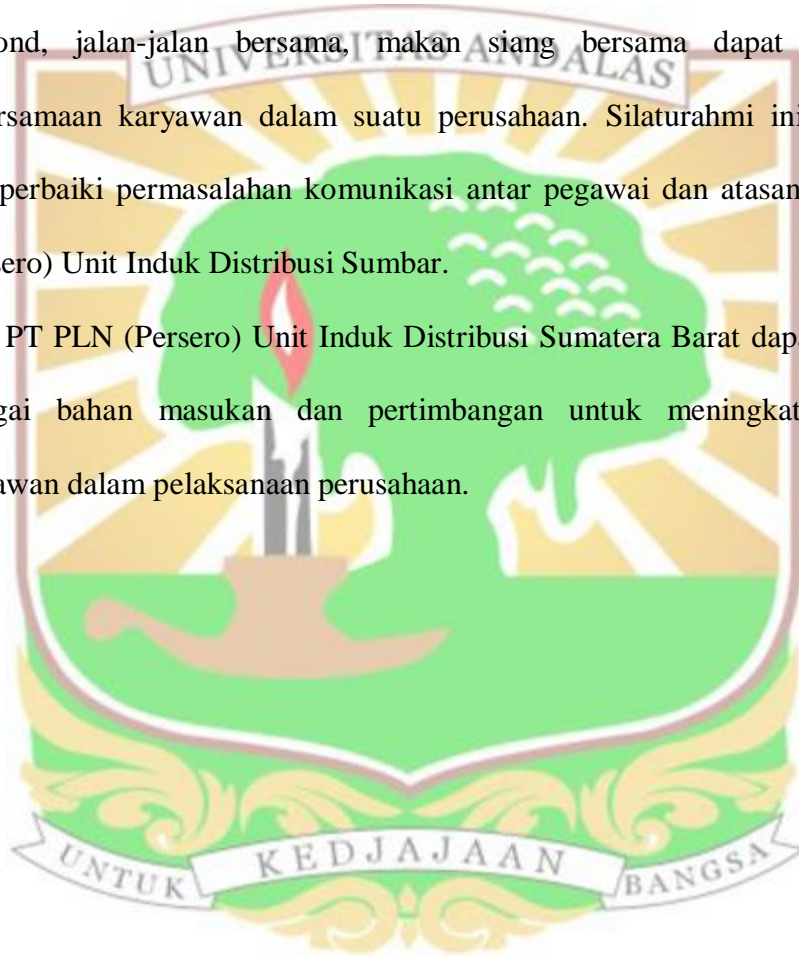 ond, jalan-jalan bersama, makan siang bersama dapat
UNIVERSITAS ANDALAS
rsamaan karyawan dalam suatu perusahaan. Silaturahmi ini
perbaiki permasalahan komunikasi antar pegawai dan atasan
sero) Unit Induk Distribusi Sumbar.
PT PLN (Persero) Unit Induk Distribusi Sumatera Barat dapa
gai bahan masukan dan pertimbangan untuk meningkat
awan dalam pelaksanaan perusahaan.
UNTUK KEDJAJAAN BANGSA